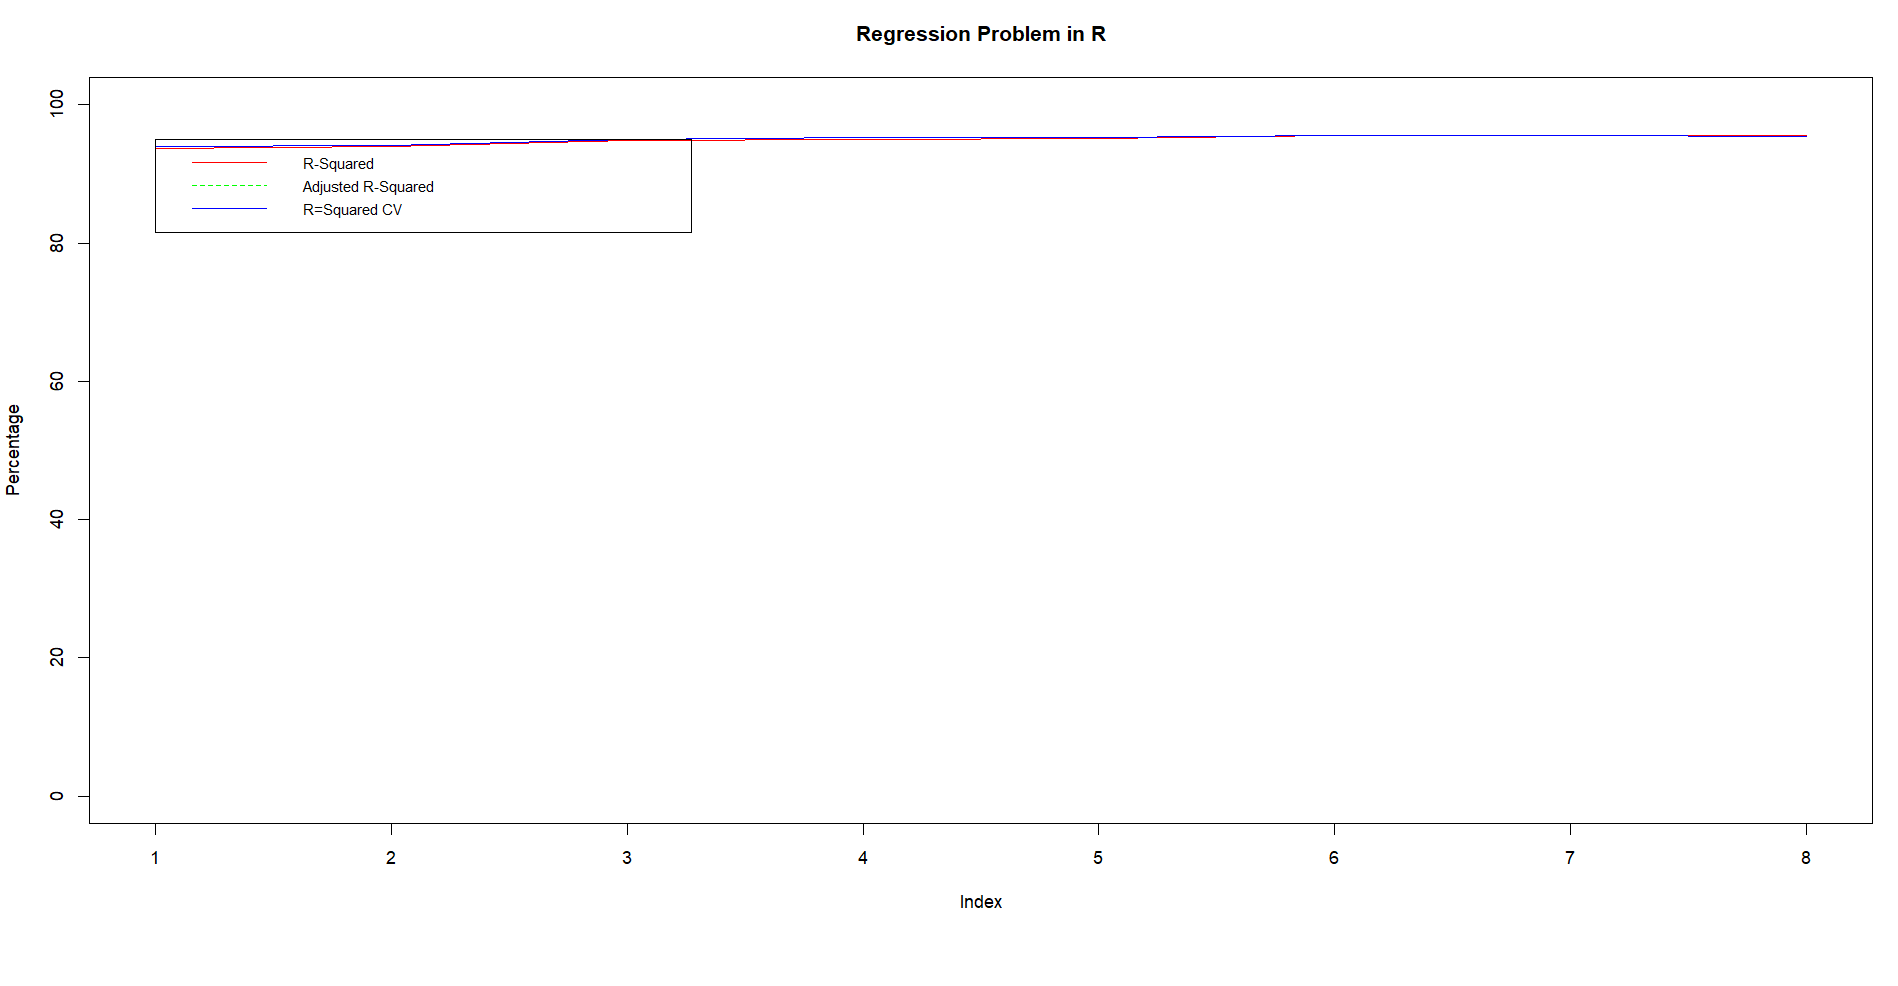 Regression Problem in R
100
80
60
40
20
0
Percentage
R-Squared
Adjusted R-Squared
R=Squared CV
1 2 3 4 5 6 7 8
Index